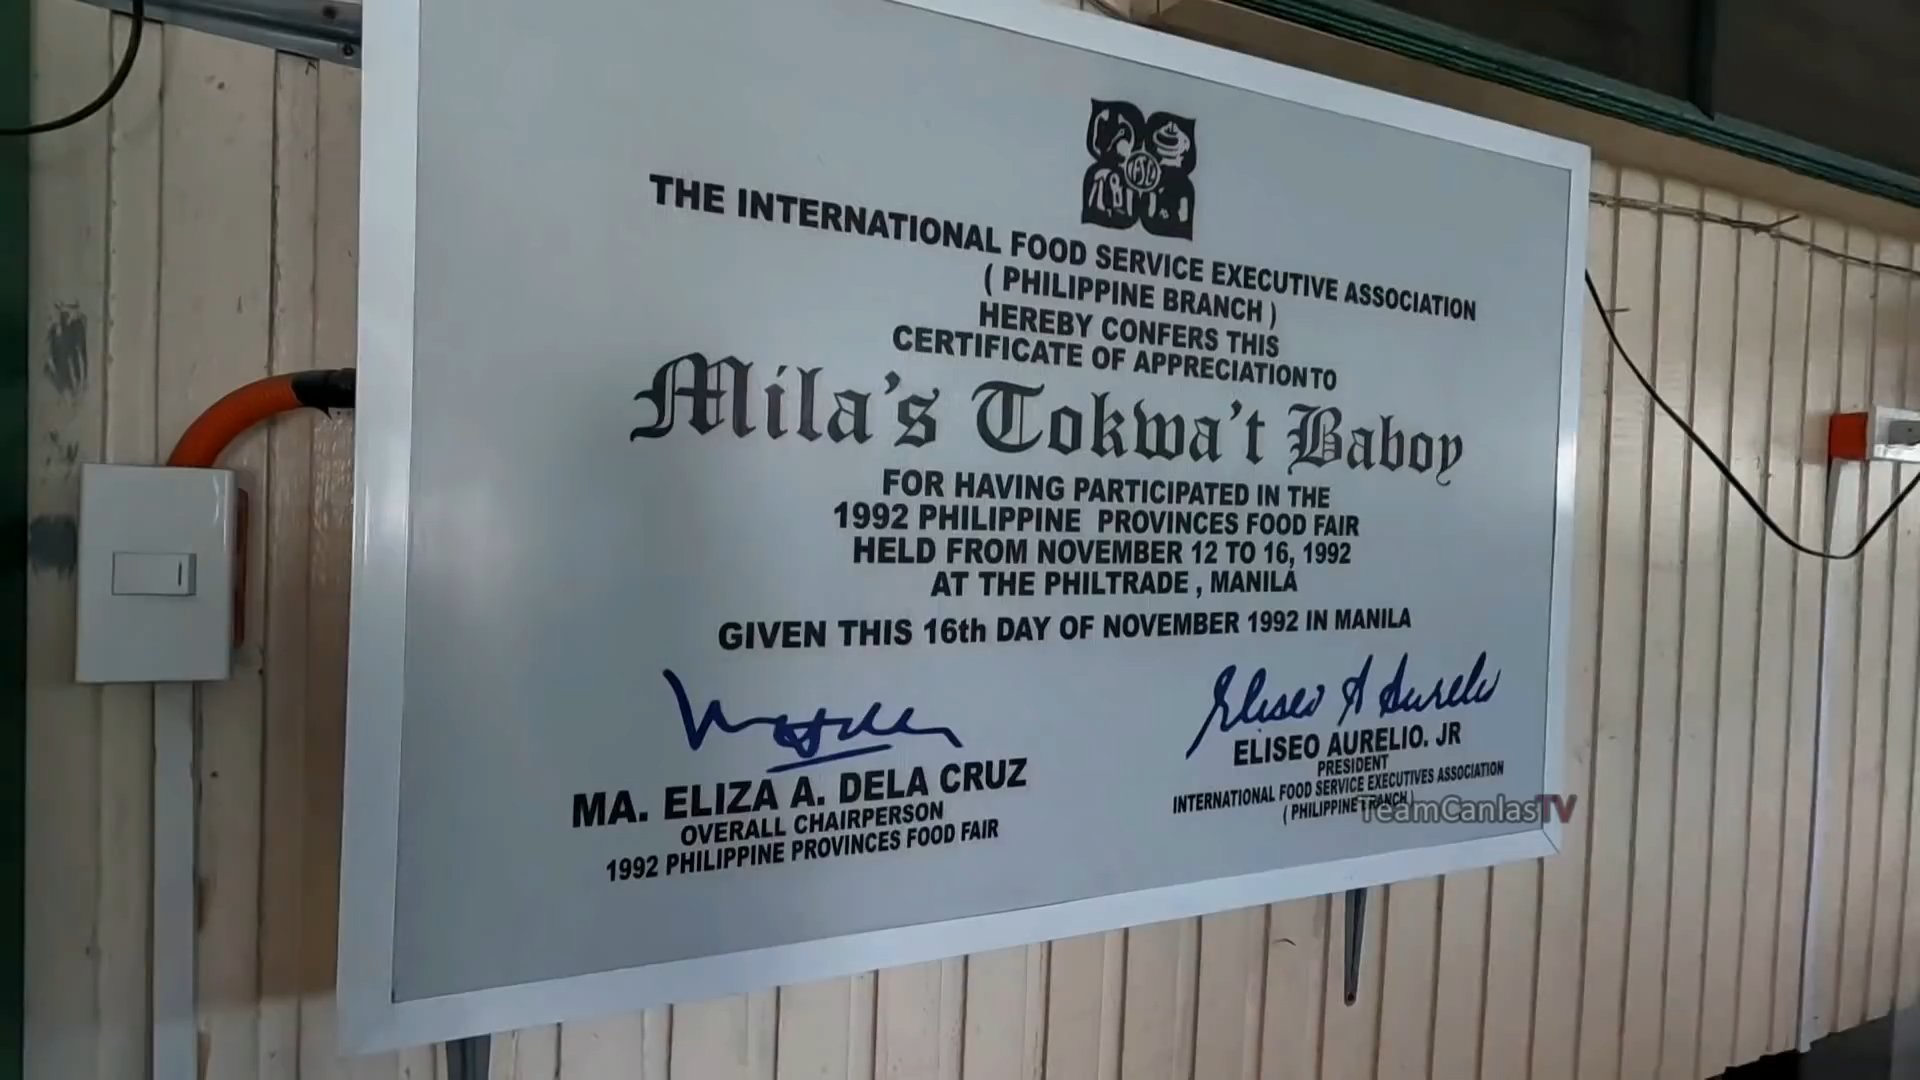 THE INTERNATIONAL FOOD SERVICE EXECUTIVE ASSOCIATION
( PHILIPPINE BRANCH )
HEREBY CONFERS THIS
CERTIFICATE OF APPRECIATION TO
Mila's Tokwa't Baboy
FOR HAVING PARTICIPATED IN THE
1992 PHILIPPINE PROVINCES FOOD FAIR
HELD FROM NOVEMBER 12 TO 16, 1992
AT THE PHILTRADE , MANILA
GIVEN THIS 16th DAY OF NOVEMBER 1992 IN MANILA
MA. ELIZA A. DELA CRUZ
OVERALL CHAIRPERSON
1992 PHILIPPINE PROVINCES FOOD FAIR
Eliseo A Aurelio
ELISEO AURELIO. JR
PRESIDENT
INTERNATIONAL FOOD SERVICE EXECUTIVES ASSOCIATION
( PHILIPPINE BRANCH )
TeamCanlasTV